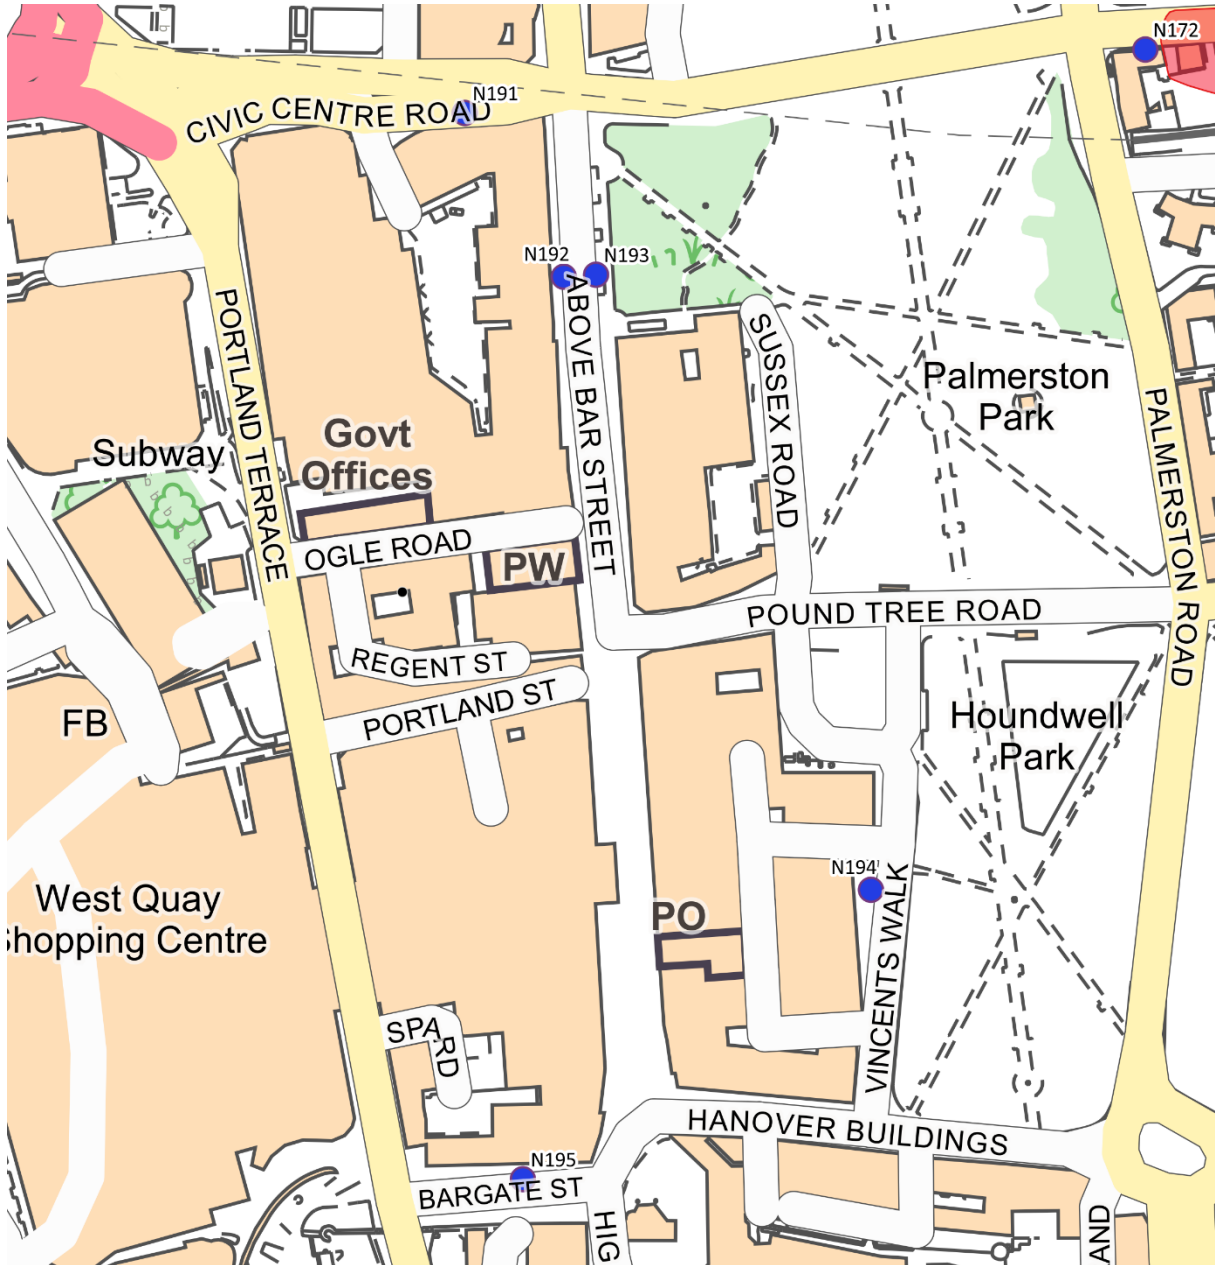 N172
N191
CIVIC CENTRE ROAD
N192
N193
ABOVE BAR STREET
SUSSEX ROAD
PORTLAND TERRACE
Palmerston
Park
PALMERSTON ROAD
Govt
Offices
Subway
OGLE ROAD
PW
POUND TREE ROAD
REGENT ST
PORTLAND ST
FB
Houndwell
Park
N194
West Quay
Shopping Centre
PO
VINCENTS WALK
SPA RD
HANOVER BUILDINGS
N195
BARGATE ST
HIG
AND